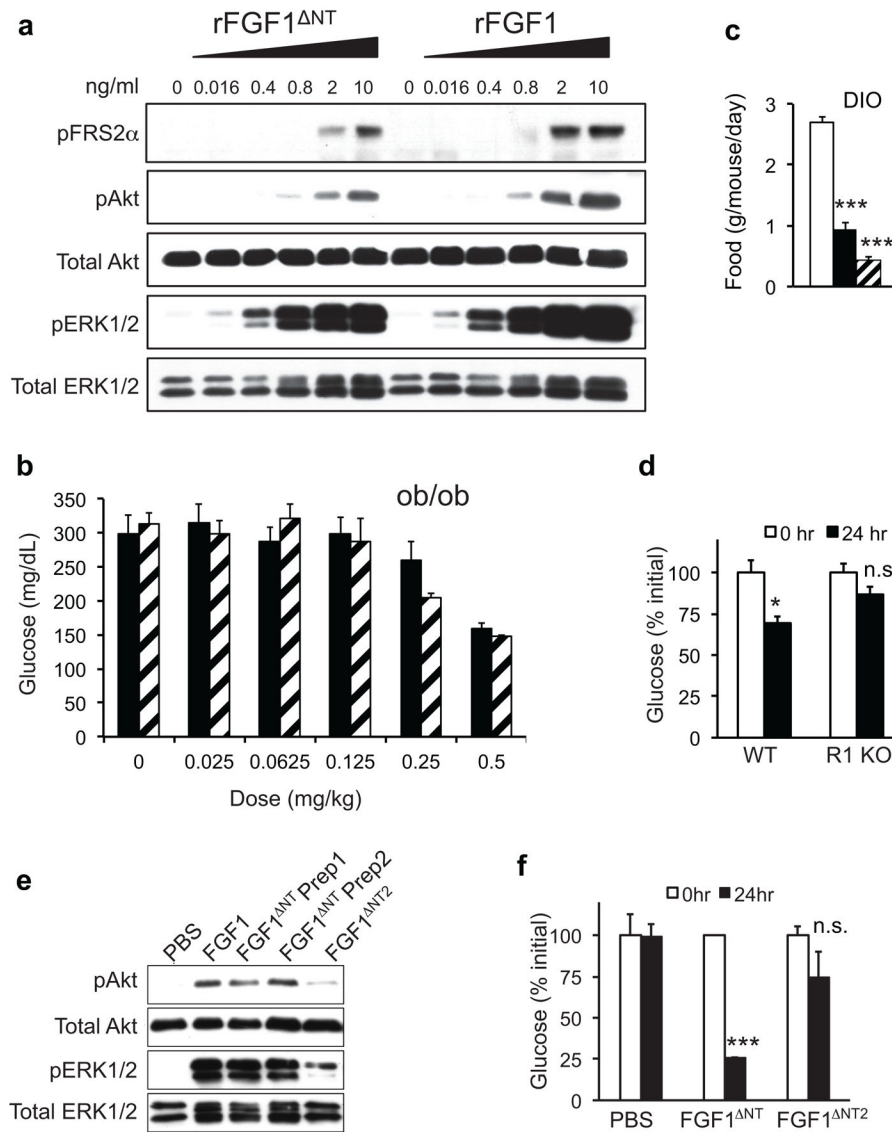 a
rFGF1ΔNT rFGF1
ng/ml 0 0.016 0.4 0.8 2 10 0 0.016 0.4 0.8 2 10
pFRS2α
pAkt
Total Akt
pERK1/2
Total ERK1/2
c
DIO
Food (g/mouse/day)
3
2
1
0
***
***
b
ob/ob
Glucose (mg/dL)
350
300
250
200
150
100
50
0
0 0.025 0.0625 0.125 0.25 0.5
Dose (mg/kg)
d
0 hr 24 hr
Glucose (% initial)
100
75
50
25
0
*
n.s
WT R1 KO
e
PBS
FGF1
FGF1ΔNT Prep1
FGF1ΔNT Prep2
FGF1ΔNT2
pAkt
Total Akt
pERK1/2
Total ERK1/2
f
0hr 24hr
Glucose (% initial)
100
75
50
25
0
***
n.s.
PBS FGF1ΔNT FGF1ΔNT2